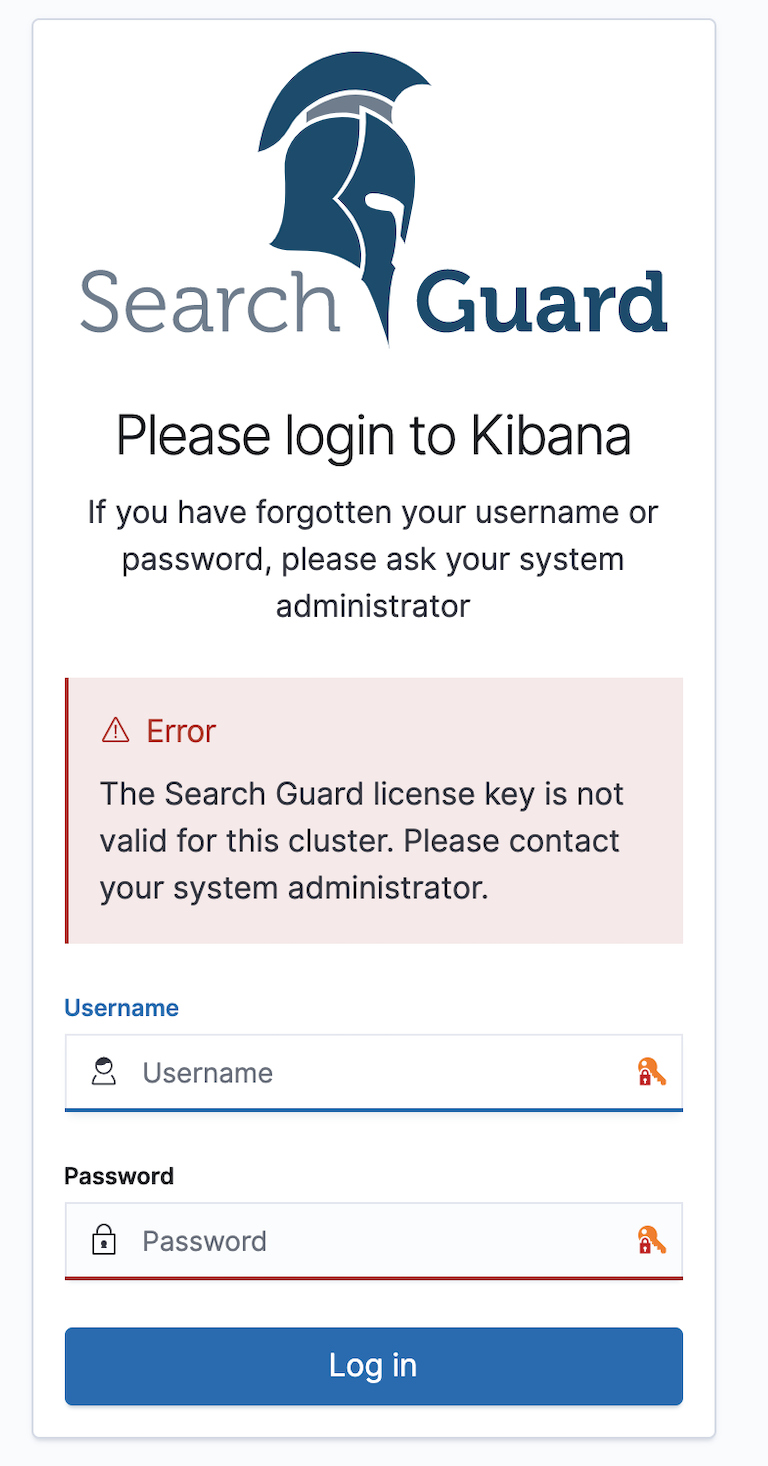 Search Guard
Please login to Kibana
If you have forgotten your username or
password, please ask your system
administrator
Error
The Search Guard license key is not
valid for this cluster. Please contact
your system administrator.
Username
Username
Password
Password
Log in